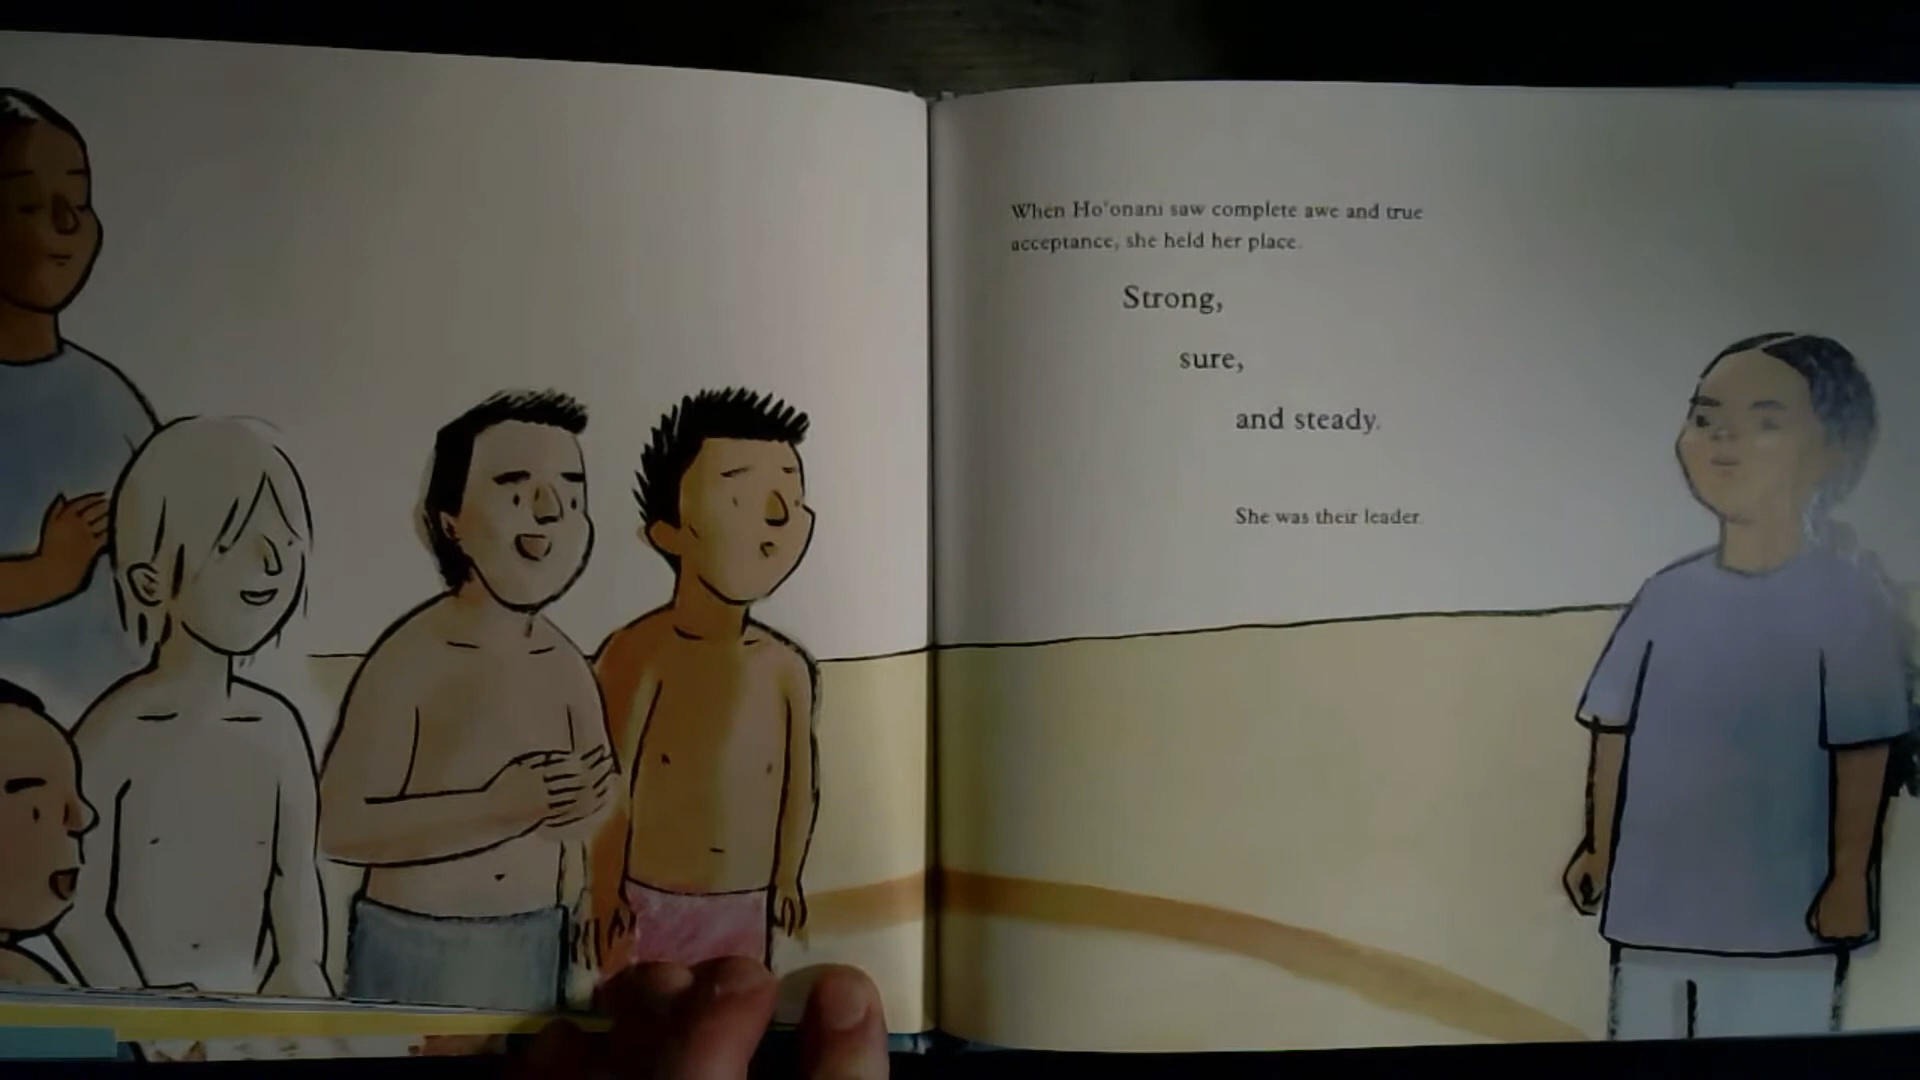 When Ho'onani saw complete awe and true
acceptance, she held her place.
Strong,
sure,
and steady.
She was their leader.